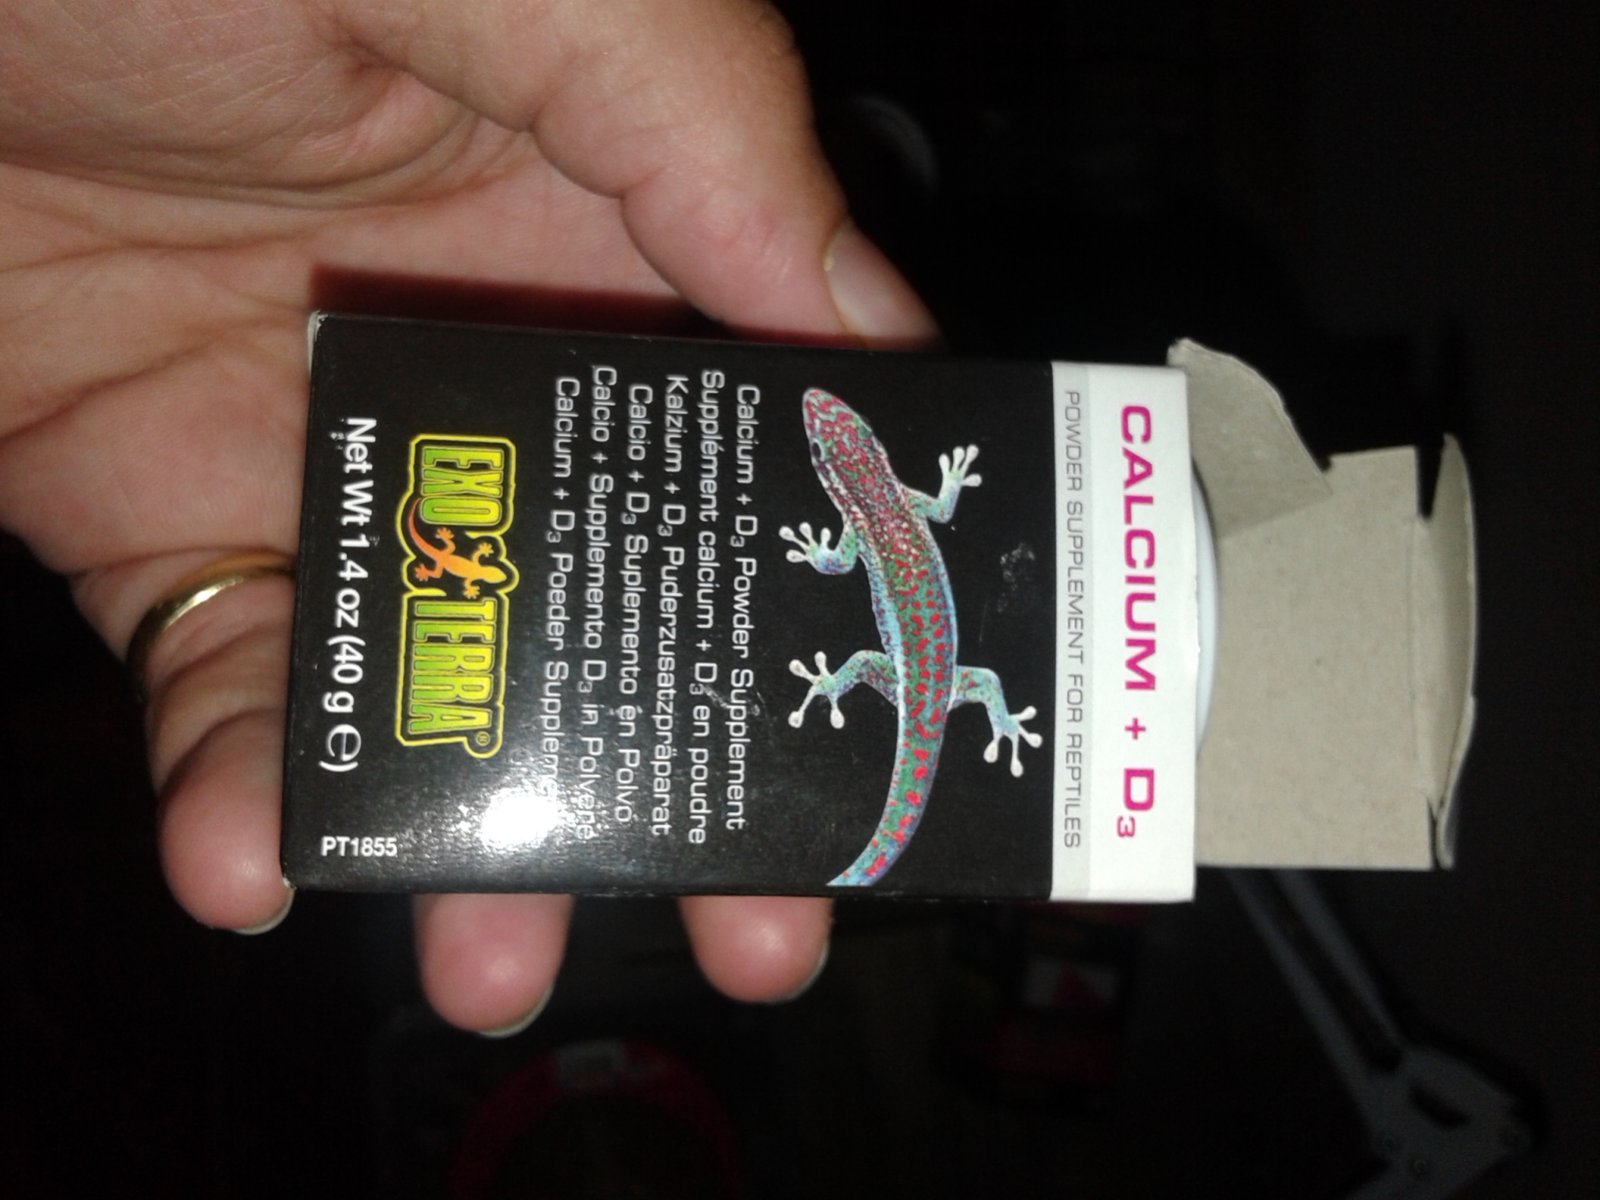 CALCIUM + D3
POWDER SUPPLEMENT FOR REPTILES
Calcium + D3 Powder Supplement
Supplément calcium + D3 en poudre
Kalzium + D3 Puderzusatzpräparat
Calcio + D3 Suplemento en Polvo
Calcio + Supplemento D3 in Polvere
Calcium + D3 Poeder Supplement
EXO TERRA®
Net Wt 1.4 oz (40 g ℮)
PT1855